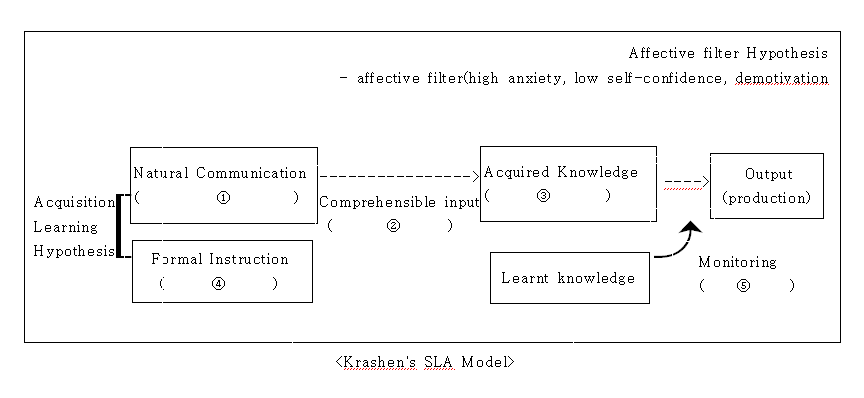 Affective filter Hypothesis
- affective filter(high anxiety, low self-confidence, demotivation
Natural Communication
( ① )
Acquisition
Learning
Hypothesis
Formal Instruction
( ④ )
Comprehensible input
( ② )
Acquired Knowledge
( ③ )
Output
(production)
Learnt knowledge
Monitoring
( ⑤ )
<Krashen's SLA Model>